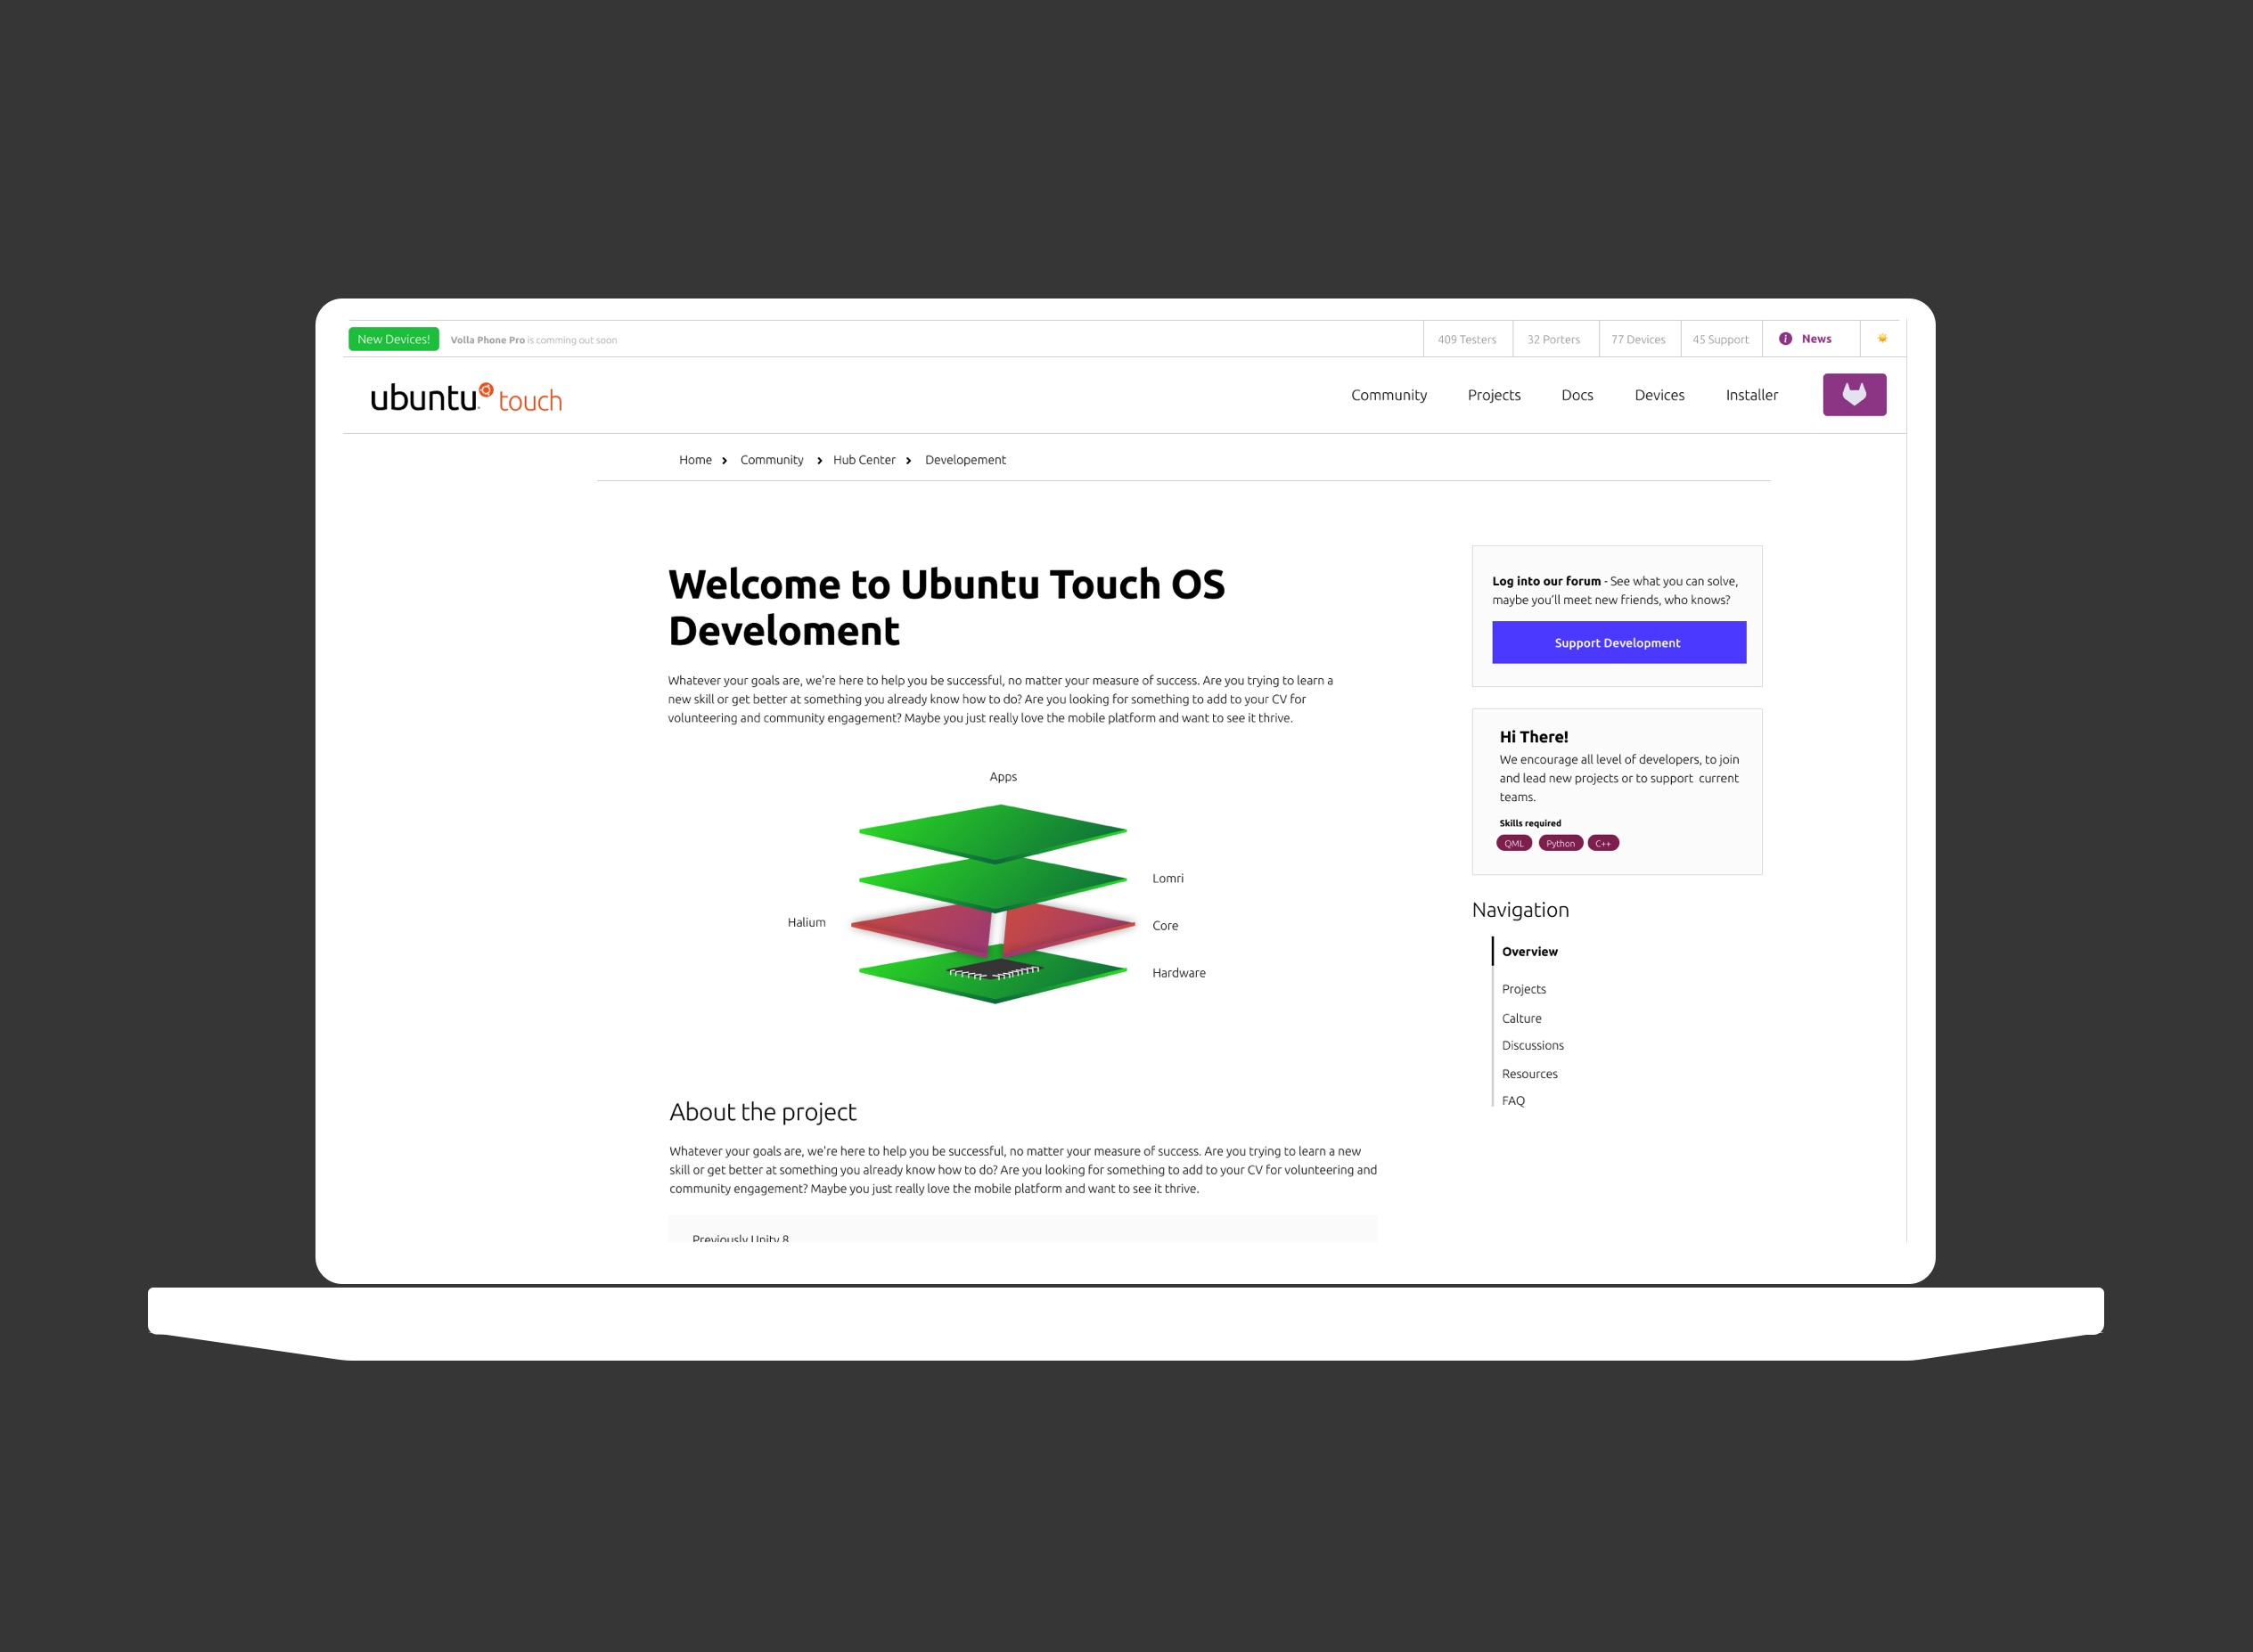 New Devices! Volla Phone Pro is comming out soon 409 Testers 32 Porters 77 Devices 45 Support i News
ubuntu touch Community Projects Docs Devices Installer
Home > Community > Hub Center > Developement
Welcome to Ubuntu Touch OS
Develoment
Whatever your goals are, we're here to help you be successful, no matter your measure of success. Are you trying to learn a
new skill or get better at something you already know how to do? Are you looking for something to add to your CV for
volunteering and community engagement? Maybe you just really love the mobile platform and want to see it thrive.
Apps
Lomri
Halium
Core
Hardware
About the project
Whatever your goals are, we're here to help you be successful, no matter your measure of success. Are you trying to learn a new
skill or get better at something you already know how to do? Are you looking for something to add to your CV for volunteering and
community engagement? Maybe you just really love the mobile platform and want to see it thrive.
Previously Unity 8
Log into our forum - See what you can solve,
maybe you'll meet new friends, who knows?
Support Development
Hi There!
We encourage all level of developers, to join
and lead new projects or to support current
teams.
Skills required
QML Python C++
Navigation
Overview
Projects
Calture
Discussions
Resources
FAQ